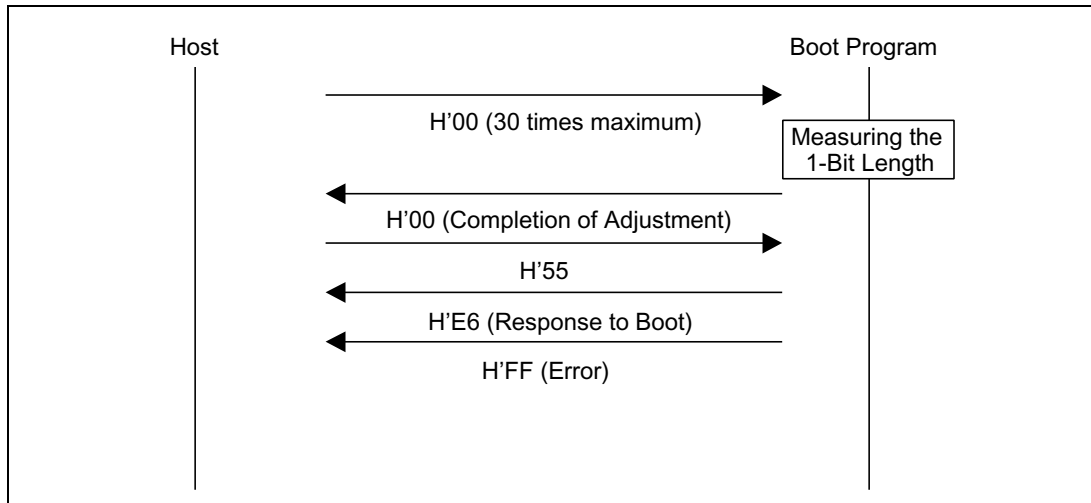 Host
Boot Program
H’00 (30 times maximum)
Measuring the
1-Bit Length
H’00 (Completion of Adjustment)
H’55
H’E6 (Response to Boot)
H’FF (Error)